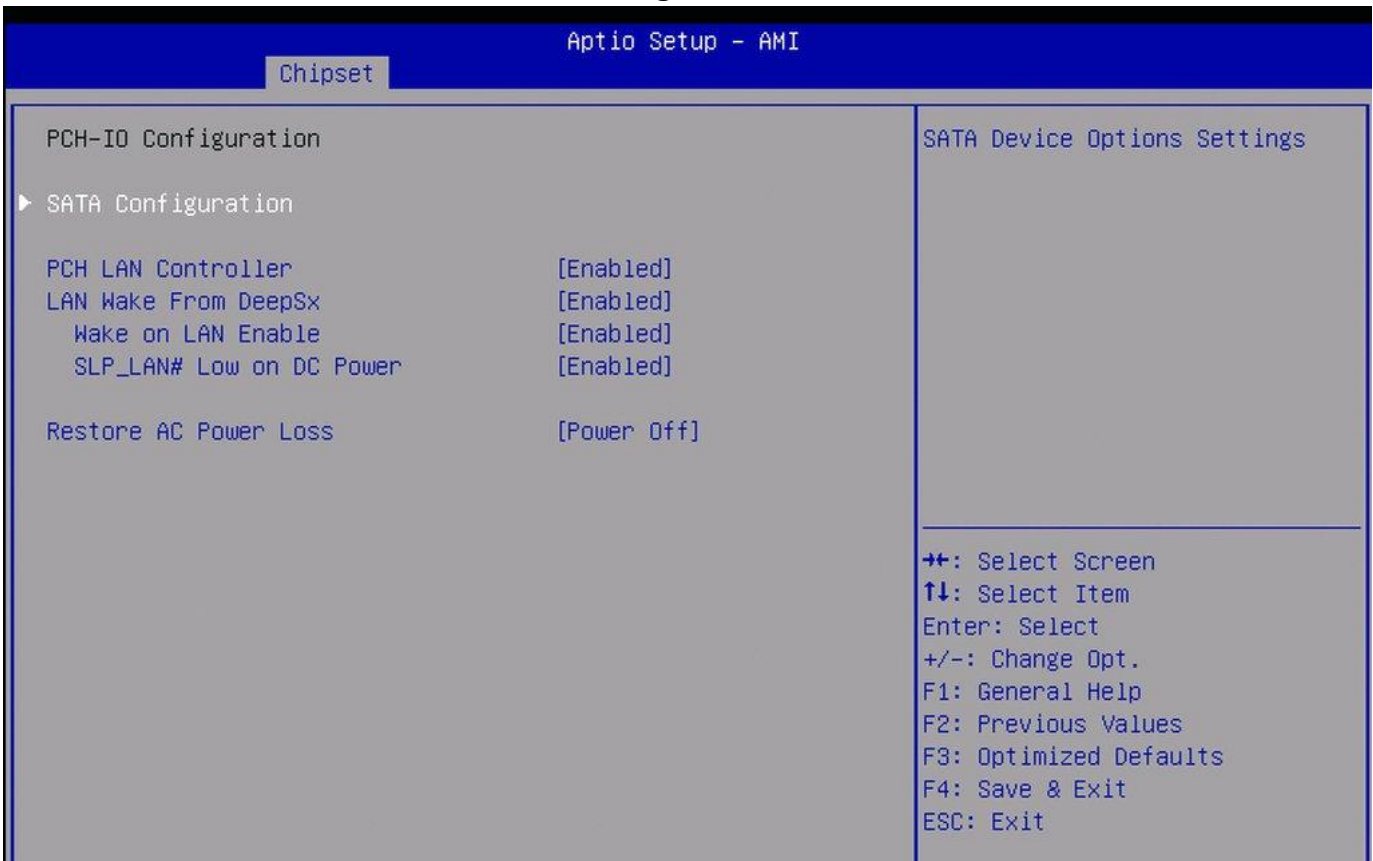 Aptio Setup – AMI
Chipset
PCH-IO Configuration
SATA Configuration
PCH LAN Controller [Enabled]
LAN Wake From DeepSx [Enabled]
Wake on LAN Enable [Enabled]
SLP_LAN# Low on DC Power [Enabled]
Restore AC Power Loss [Power Off]
SATA Device Options Settings
→←: Select Screen
↑↓: Select Item
Enter: Select
+/-: Change Opt.
F1: General Help
F2: Previous Values
F3: Optimized Defaults
F4: Save & Exit
ESC: Exit